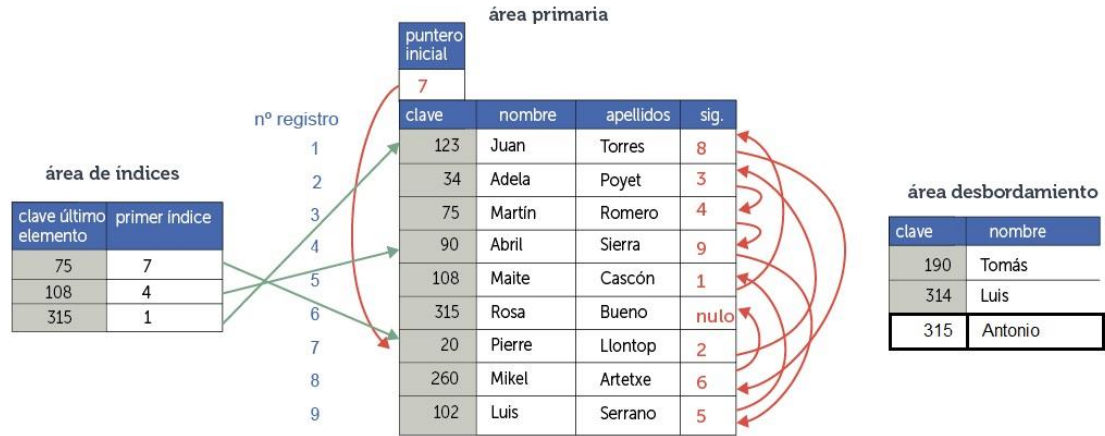 área primaria
puntero
inicial
7
nº registro
clave nombre apellidos sig.
1 123 Juan Torres 8
2 34 Adela Poyet 3
3 75 Martín Romero 4
4 90 Abril Sierra 9
5 108 Maite Cascón 1
6 315 Rosa Bueno nulo
7 20 Pierre Llontop 2
8 260 Mikel Artetxe 6
9 102 Luis Serrano 5
área de índices
clave último primer índice
elemento
75 7
108 4
315 1
área desbordamiento
clave nombre
190 Tomás
314 Luis
315 Antonio